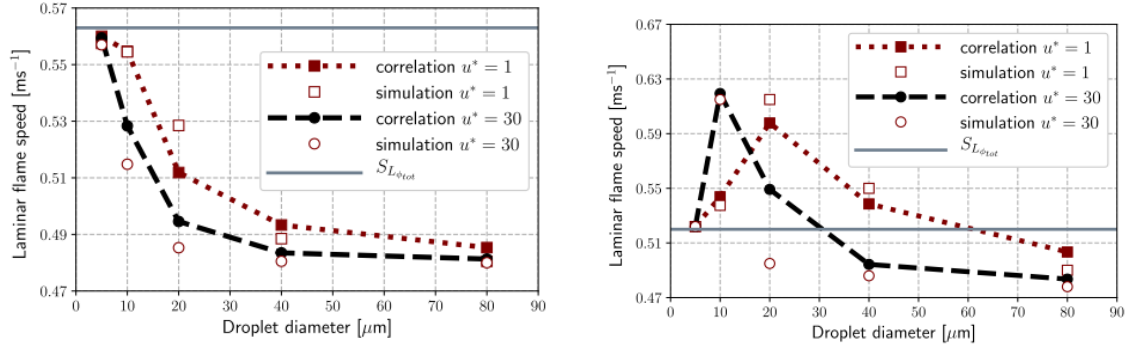 0.57
0.55
0.53
0.51
0.49
0.47
Laminar flame speed [ms⁻¹]
correlation u* = 1
simulation u* = 1
correlation u* = 30
simulation u* = 30
S_{L_{ϕ_{tot}}}
0 10 20 30 40 50 60 70 80 90
Droplet diameter [μm]
0.67
0.63
0.59
0.55
0.51
0.47
Laminar flame speed [ms⁻¹]
correlation u* = 1
simulation u* = 1
correlation u* = 30
simulation u* = 30
S_{L_{ϕ_{tot}}}
0 10 20 30 40 50 60 70 80 90
Droplet diameter [μm]